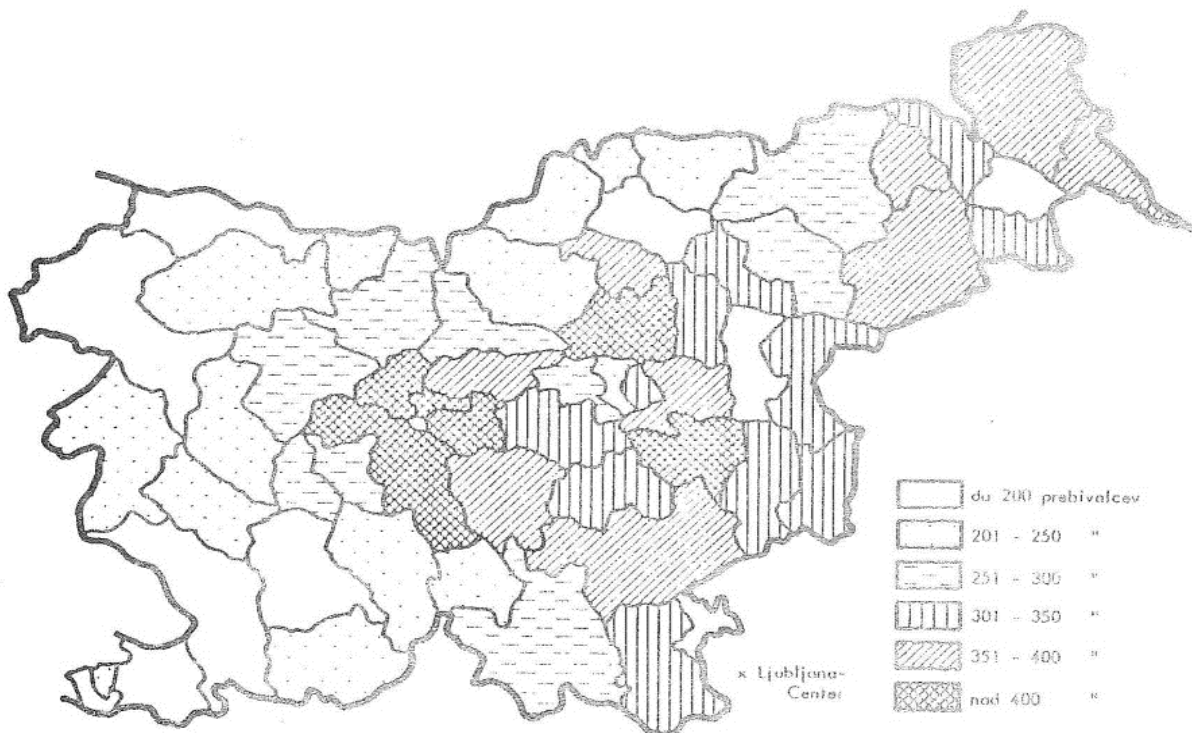 do 200 prebivalcev
201 - 250 "
251 - 300 "
301 - 350 "
351 - 400 "
nad 400 "
x Ljubljana-
Center